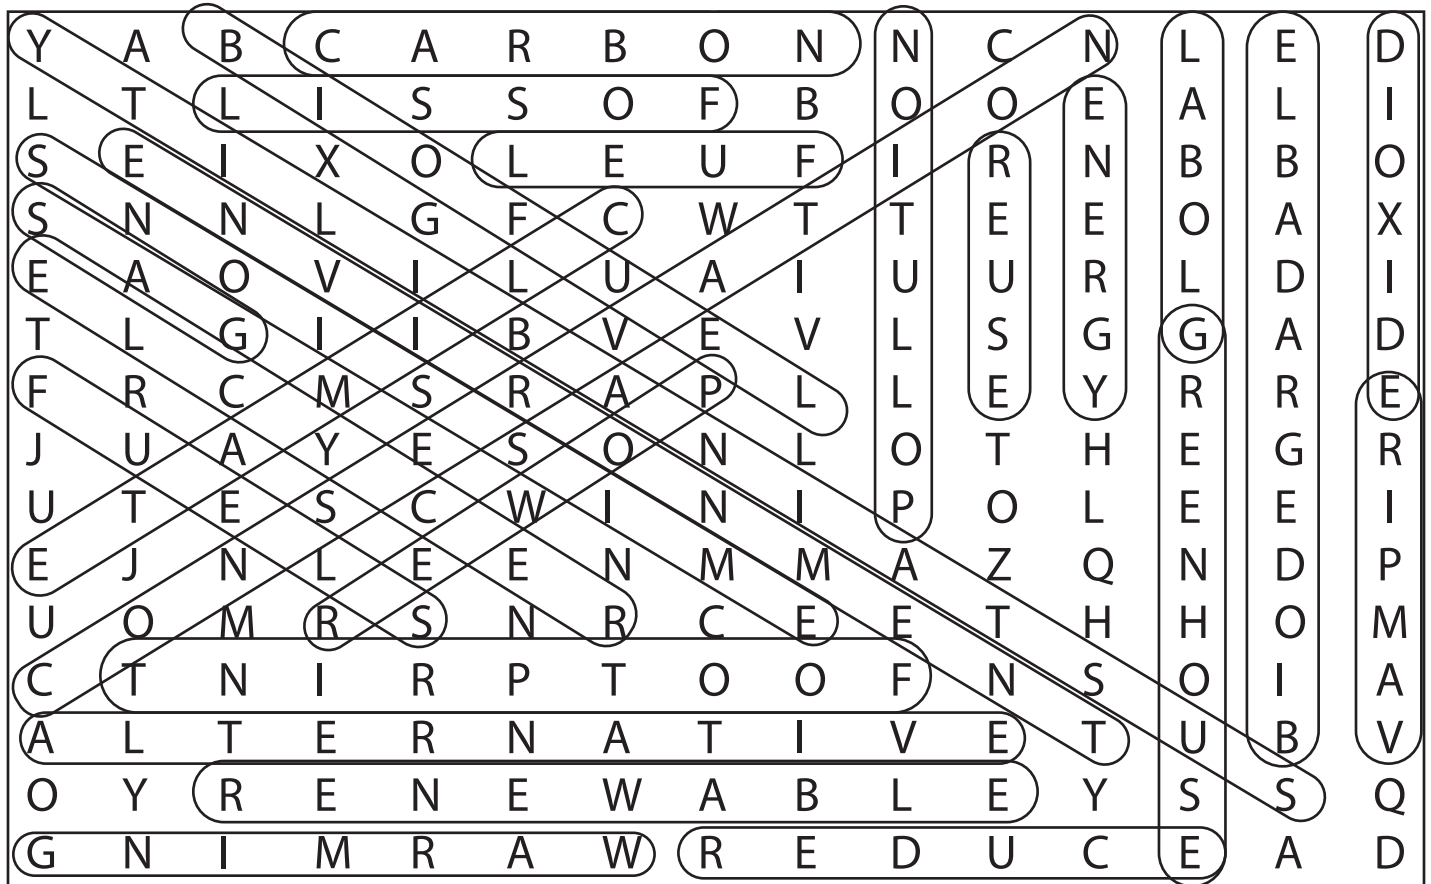 Y A B C A R B O N N C N L E D
L T L I S S O F B O O E A L I
S E I X O L E U F I R N B B O
S N N L G F C W T T E E O A X
E A O V I L U A I U U R L D I
T L G I I B V E V L S G G A D
F R C M S R A P L L E Y R R E
J U A Y E S O N L O T H E G R
U T E S C W I N I P O L E E I
E J N L E E N M M A Z Q N D P
U O M R S N R C E E T H H O M
C T N I R P T O O F N S O I A
A L T E R N A T I V E T U B V
O Y R E N E W A B L E Y S S Q
G N I M R A W R E D U C E A D